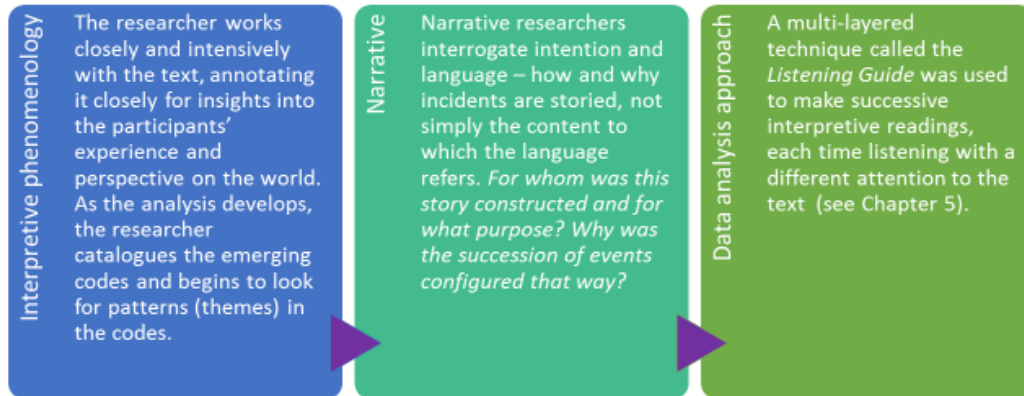 Interpretive phenomenology
The researcher works
closely and intensively
with the text, annotating
it closely for insights into
the participants’
experience and
perspective on the world.
As the analysis develops,
the researcher
catalogues the emerging
codes and begins to look
for patterns (themes) in
the codes.
Narrative
Narrative researchers
interrogate intention and
language – how and why
incidents are storied, not
simply the content to
which the language
refers. For whom was this
story constructed and for
what purpose? Why was
the succession of events
configured that way?
Data analysis approach
A multi-layered
technique called the
Listening Guide was used
to make successive
interpretive readings,
each time listening with a
different attention to the
text (see Chapter 5).